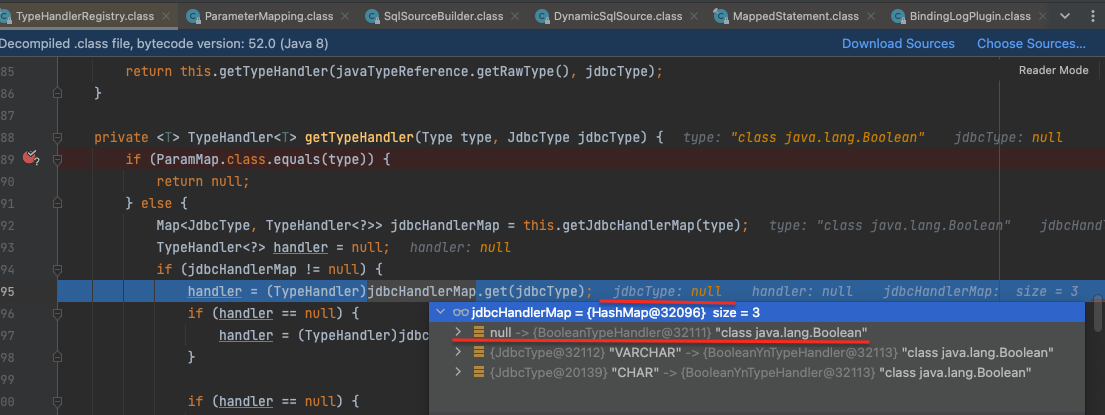 TypeHandlerRegistry.class ParameterMapping.class SqlSourceBuilder.class DynamicSqlSource.class MappedStatement.class BindingLogPlugin.class
Decompiled .class file, bytecode version: 52.0 (Java 8) Download Sources Choose Sources...
85 return this.getTypeHandler(javaTypeReference.getRawType(), jdbcType); Reader Mode
86 }
87
88 private <T> TypeHandler<T> getTypeHandler(Type type, JdbcType jdbcType) { type: "class java.lang.Boolean" jdbcType: null
89 if (ParamMap.class.equals(type)) {
90 return null;
91 } else {
92 Map<JdbcType, TypeHandler<?>> jdbcHandlerMap = this.getJdbcHandlerMap(type); type: "class java.lang.Boolean" jdbcHand
93 TypeHandler<?> handler = null; handler: null
94 if (jdbcHandlerMap != null) {
95 handler = (TypeHandler)jdbcHandlerMap.get(jdbcType); jdbcType: null handler: null jdbcHandlerMap: size = 3
96 if (handler == null) {
jdbcHandlerMap = {HashMap@32096} size = 3
97 handler = (TypeHandler)jdbc
null -> {BooleanTypeHandler@32111} "class java.lang.Boolean"
98 }
{JdbcType@32112} "VARCHAR" -> {BooleanYnTypeHandler@32113} "class java.lang.Boolean"
99
{JdbcType@20139} "CHAR" -> {BooleanYnTypeHandler@32113} "class java.lang.Boolean"
00 if (handler == null) {